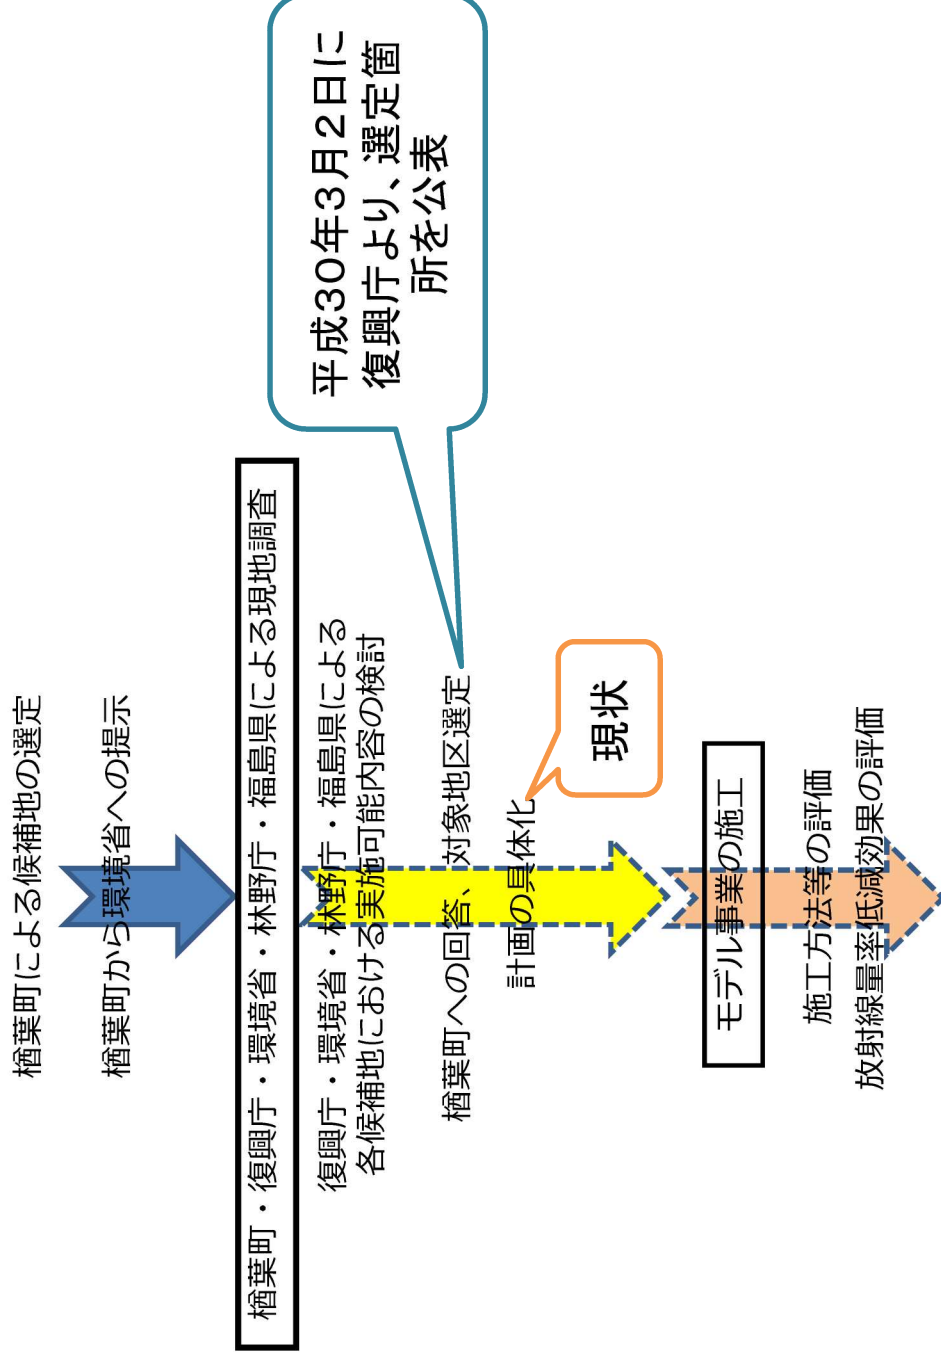 楢葉町による候補地の選定
楢葉町から環境省への提示
楢葉町・復興庁・環境省・林野庁・福島県による現地調査
復興庁・環境省・林野庁・福島県による
各候補地における実施可能内容の検討
楢葉町への回答、対象地区選定
平成30年3月2日に
復興庁より、選定箇
所を公表
計画の具体化
現状
モデル事業の施工
施工方法等の評価
放射線量率低減効果の評価